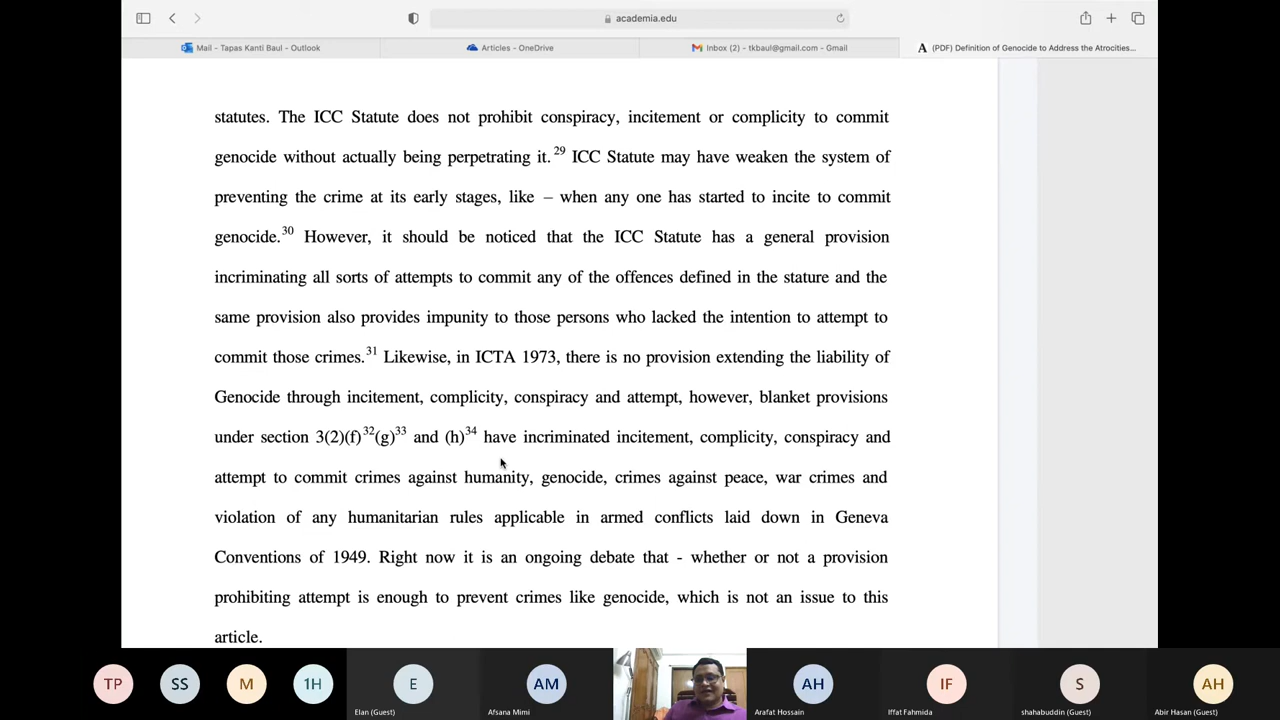 academia.edu
Mail - Tapas Kanti Baul - Outlook
Articles - OneDrive
Inbox (2) - tkbaul@gmail.com - Gmail
A (PDF) Definition of Genocide to Address the Atrocities...
statutes. The ICC Statute does not prohibit conspiracy, incitement or complicity to commit
genocide without actually being perpetrating it.29 ICC Statute may have weaken the system of
preventing the crime at its early stages, like – when any one has started to incite to commit
genocide.30 However, it should be noticed that the ICC Statute has a general provision
incriminating all sorts of attempts to commit any of the offences defined in the stature and the
same provision also provides impunity to those persons who lacked the intention to attempt to
commit those crimes.31 Likewise, in ICTA 1973, there is no provision extending the liability of
Genocide through incitement, complicity, conspiracy and attempt, however, blanket provisions
under section 3(2)(f)32(g)33 and (h)34 have incriminated incitement, complicity, conspiracy and
attempt to commit crimes against humanity, genocide, crimes against peace, war crimes and
violation of any humanitarian rules applicable in armed conflicts laid down in Geneva
Conventions of 1949. Right now it is an ongoing debate that - whether or not a provision
prohibiting attempt is enough to prevent crimes like genocide, which is not an issue to this
article.
TP
SS
M
1H
E
AM
AH
IF
S
AH
Elan (Guest)
Afsana Mimi
Arafat Hossain
Iffat Fahmida
shahabuddin (Guest)
Abir Hasan (Guest)